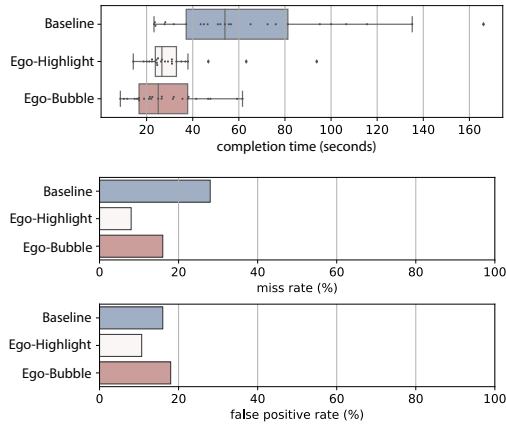 Baseline
Ego-Highlight
Ego-Bubble
20 40 60 80 100 120 140 160
completion time (seconds)
Baseline
Ego-Highlight
Ego-Bubble
0 20 40 60 80 100
miss rate (%)
Baseline
Ego-Highlight
Ego-Bubble
0 20 40 60 80 100
false positive rate (%)